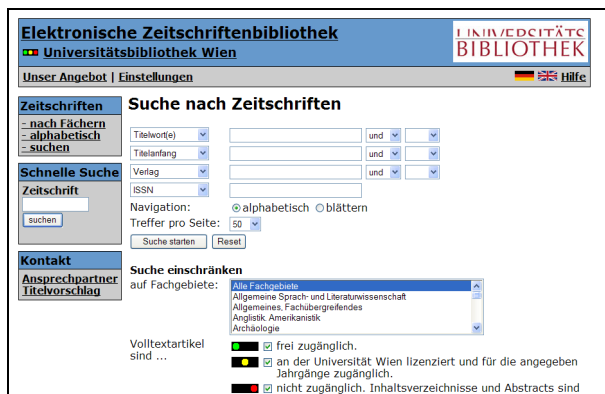 Elektronische Zeitschriftenbibliothek
Universitätsbibliothek Wien
UNIVERSITÄTS
BIBLIOTHEK
Unser Angebot | Einstellungen
Hilfe
Zeitschriften
- nach Fächern
- alphabetisch
- suchen
Schnelle Suche
Zeitschrift
suchen
Kontakt
Ansprechpartner
Titelvorschlag
Suche nach Zeitschriften
Titelwort(e) und
Titelanfang und
Verlag und
ISSN
Navigation: alphabetisch blättern
Treffer pro Seite: 50
Suche starten Reset
Suche einschränken
auf Fachgebiete: Alle Fachgebiete
Allgemeine Sprach- und Literaturwissenschaft
Allgemeines, Fachübergreifendes
Anglistik, Amerikanistik
Archäologie
Volltextartikel frei zugänglich.
sind ...
an der Universität Wien lizenziert und für die angegeben
Jahrgänge zugänglich.
nicht zugänglich. Inhaltsverzeichnisse und Abstracts sind